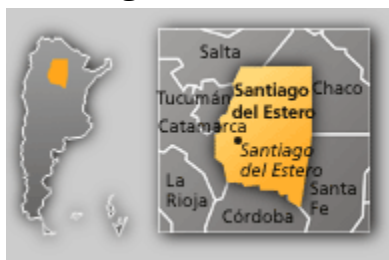 Salta
Santiago
del Estero
Chaco
Tucumán
Catamarca
Santiago
del Estero
La
Rioja
Córdoba
Santa
Fe